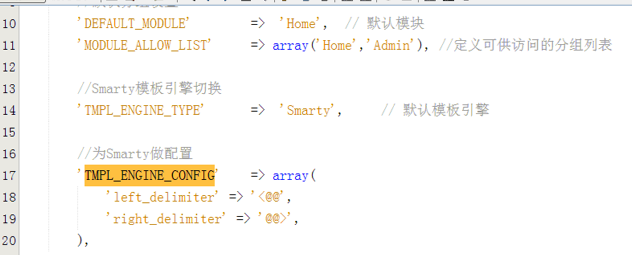 10 'DEFAULT_MODULE' => 'Home', // 默认模块
11 'MODULE_ALLOW_LIST' => array('Home','Admin'), //定义可供访问的分组列表
12
13 //Smarty模板引擎切换
14 'TMPL_ENGINE_TYPE' => 'Smarty', // 默认模板引擎
15
16 //为Smarty做配置
17 'TMPL_ENGINE_CONFIG' => array(
18 'left_delimiter' => '<@@',
19 'right_delimiter' => '@@>',
20 ),